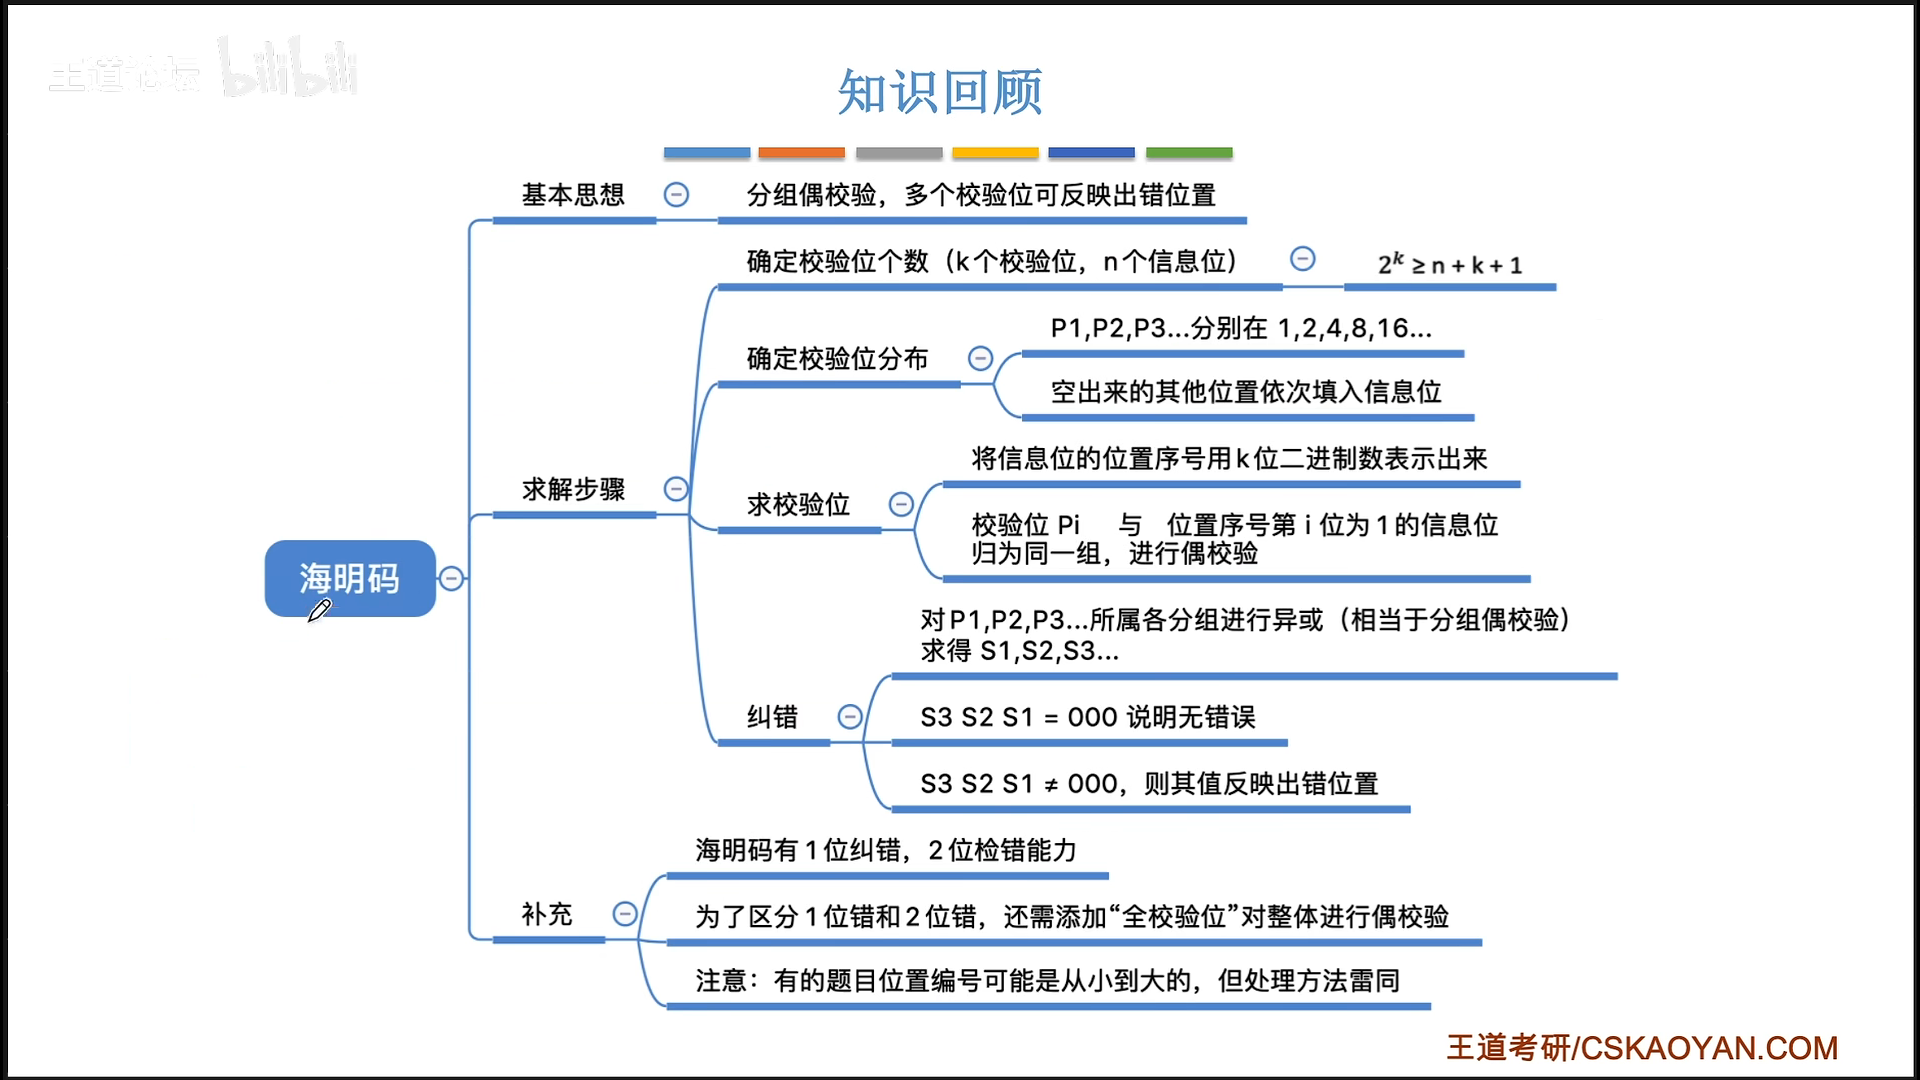 王道论坛 bilibili
知识回顾
基本思想
分组偶校验，多个校验位可反映出错位置
确定校验位个数（k个校验位，n个信息位）
2^k ≥ n + k + 1
确定校验位分布
P1,P2,P3...分别在 1,2,4,8,16...
空出来的其他位置依次填入信息位
求解步骤
求校验位
将信息位的位置序号用k位二进制数表示出来
校验位 Pi 与 位置序号第 i 位为 1 的信息位
归为同一组，进行偶校验
海明码
纠错
对P1,P2,P3...所属各分组进行异或（相当于分组偶校验）
求得 S1,S2,S3...
S3 S2 S1 = 000 说明无错误
S3 S2 S1 ≠ 000，则其值反映出错位置
补充
海明码有 1 位纠错，2 位检错能力
为了区分 1 位错和 2 位错，还需添加“全校验位”对整体进行偶校验
注意：有的题目位置编号可能是从小到大的，但处理方法雷同
王道考研/CSKAOYAN.COM